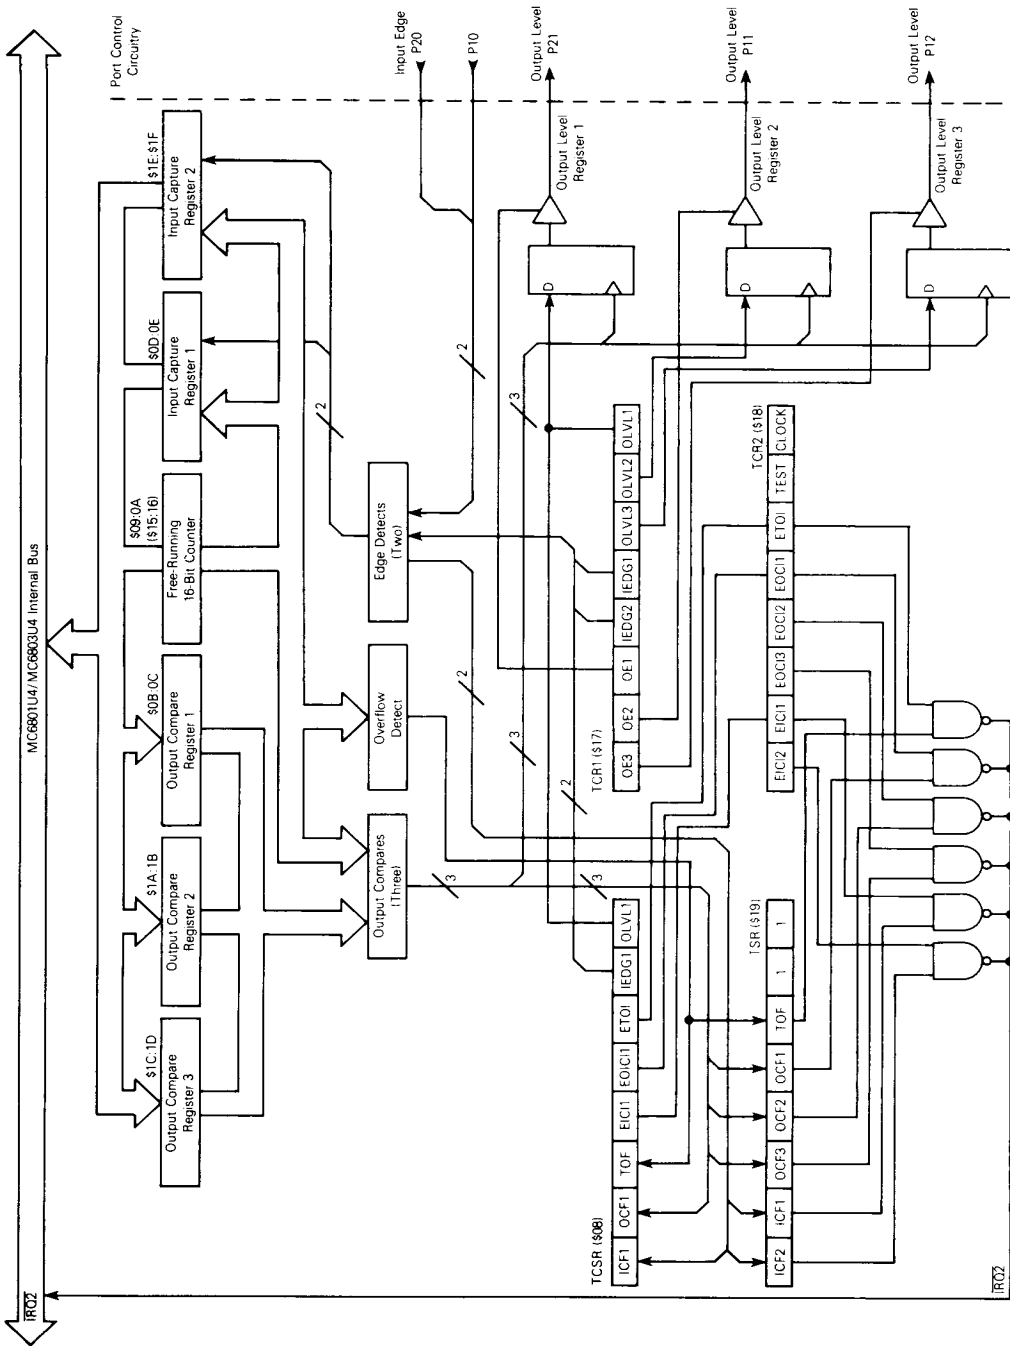 MC6801U4/MC6803U4 Internal Bus
IRQ2
Port Control
Circuitry
$1C:1D
Output Compare
Register 3
$1A:1B
Output Compare
Register 2
$0B:0C
Output Compare
Register 1
$09:0A
($15:16)
Free-Running
16-Bit Counter
$0D:0E
Input Capture
Register 1
$1E:$1F
Input Capture
Register 2
Output Compares
(Three)
Overflow
Detect
Edge Detects
(Two)
2
Input Edge
P20
P10
3
3
2
2
2
3
3
Output Level
P21
Output Level
Register 1
D
Output Level
P11
Output Level
Register 2
D
Output Level
P12
Output Level
Register 3
D
TCSR ($08)
ICF1 OCF1 TOF EICI1 EOICI1 ETOI IEDG1 OLVL1
TCR1 ($17)
OE3 OE2 OE1 IEDG2 IEDG1 OLVL3 OLVL2 OLVL1
TSR ($19)
ICF2 ICF1 OCF3 OCF2 OCF1 TOF 1 1
TCR2 ($18)
EICI2 EICI1 EOCI3 EOCI2 EOCI1 ETOI TEST CLOCK
IRQ2